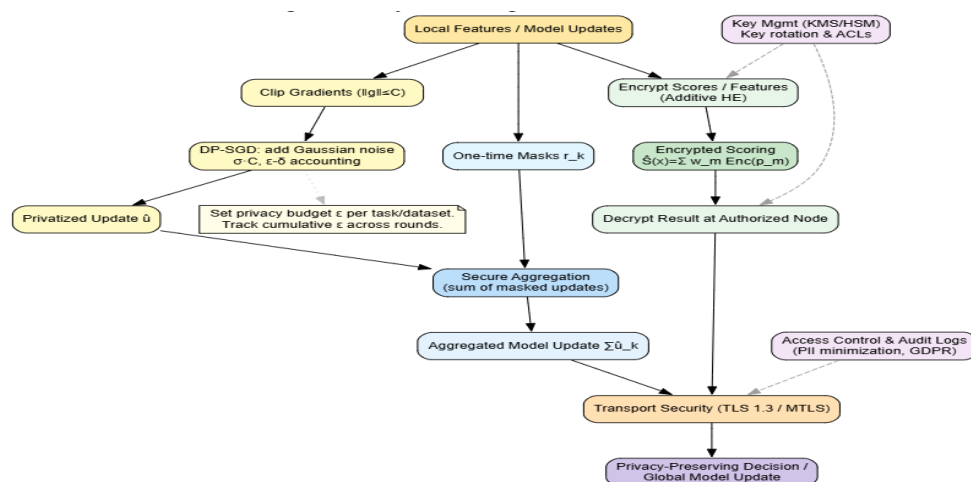 Local Features / Model Updates
Key Mgmt (KMS/HSM)
Key rotation & ACLs
Clip Gradients (‖g‖≤C)
Encrypt Scores / Features
(Additive HE)
DP-SGD: add Gaussian noise
σ·C, ε-δ accounting
One-time Masks r_k
Encrypted Scoring
Ŝ(x)=Σ w_m Enc(p_m)
Privatized Update û
Set privacy budget ε per task/dataset.
Track cumulative ε across rounds.
Decrypt Result at Authorized Node
Secure Aggregation
(sum of masked updates)
Aggregated Model Update ∑û_k
Access Control & Audit Logs
(PII minimization, GDPR)
Transport Security (TLS 1.3 / MTLS)
Privacy-Preserving Decision /
Global Model Update